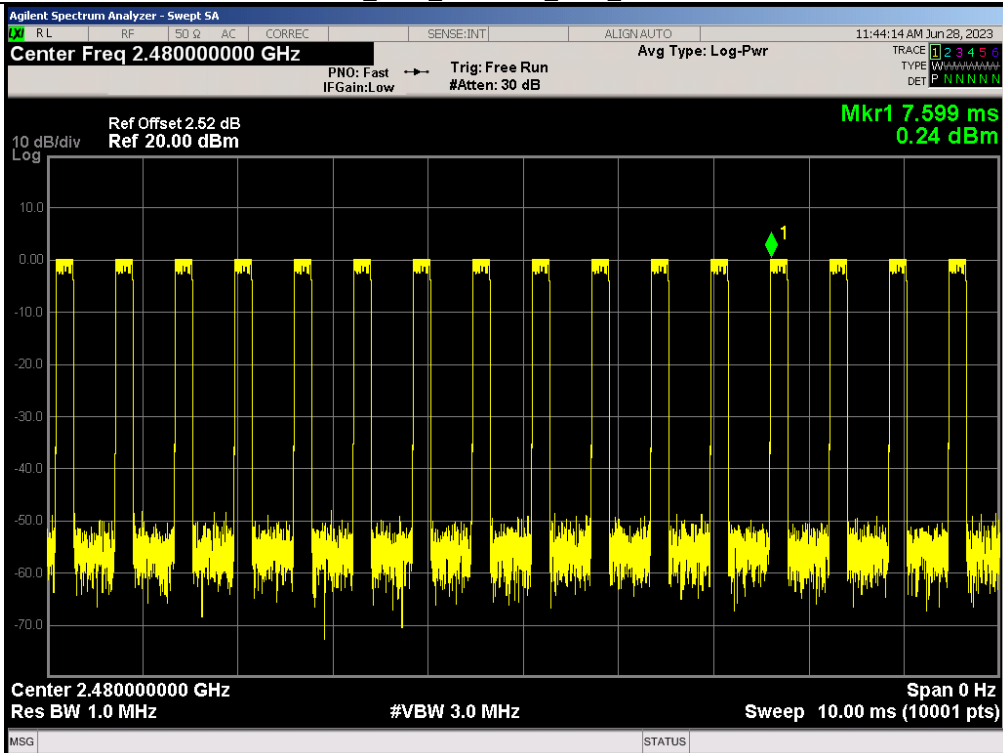 Agilent Spectrum Analyzer - Swept SA
LXI RL RF 50 Ω AC CORREC SENSE:INT ALIGNAUTO 11:44:14 AM Jun 28, 2023
Center Freq 2.480000000 GHz Avg Type: Log-Pwr TRACE 1 2 3 4 5 6
PNO: Fast Trig: Free Run TYPE WWWWWW
IFGain:Low #Atten: 30 dB DET P N N N N N
Mkr1 7.599 ms
Ref Offset 2.52 dB
10 dB/div Ref 20.00 dBm 0.24 dBm
Log
10.0
1
0.00
-10.0
-20.0
-30.0
-40.0
-50.0
-60.0
-70.0
Center 2.480000000 GHz Span 0 Hz
Res BW 1.0 MHz #VBW 3.0 MHz Sweep 10.00 ms (10001 pts)
MSG STATUS